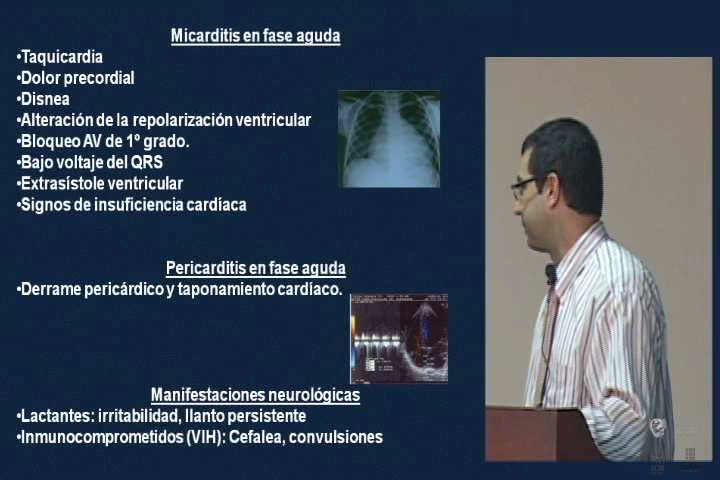 Micarditis en fase aguda
•Taquicardia
•Dolor precordial
•Disnea
•Alteración de la repolarización ventricular
•Bloqueo AV de 1º grado.
•Bajo voltaje del QRS
•Extrasístole ventricular
•Signos de insuficiencia cardíaca
Pericarditis en fase aguda
•Derrame pericárdico y taponamiento cardíaco.
Manifestaciones neurológicas
•Lactantes: irritabilidad, llanto persistente
•Inmunocomprometidos (VIH): Cefalea, convulsiones